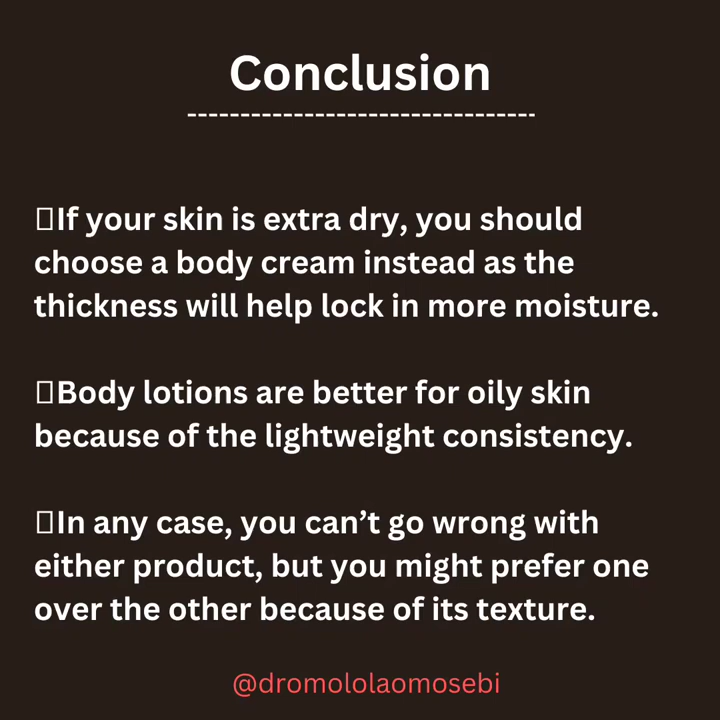 Conclusion
---------------------------------
▯If your skin is extra dry, you should
choose a body cream instead as the
thickness will help lock in more moisture.
▯Body lotions are better for oily skin
because of the lightweight consistency.
▯In any case, you can’t go wrong with
either product, but you might prefer one
over the other because of its texture.
@dromololaomosebi